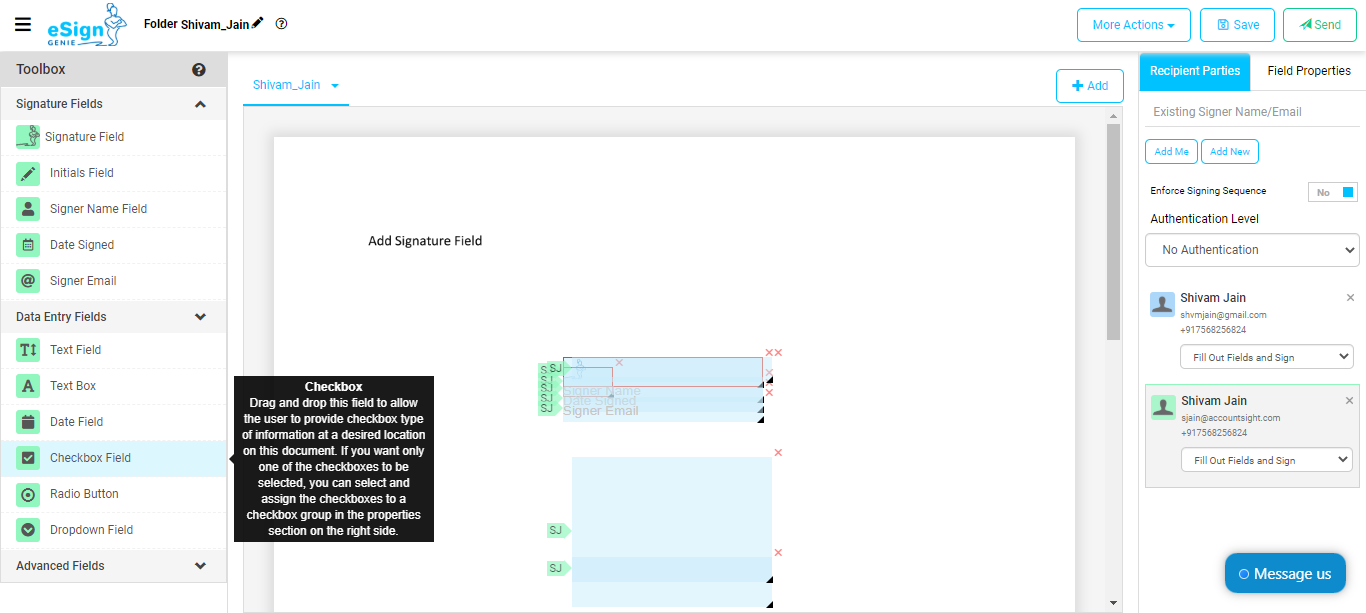 eSign
GENIE
Folder Shivam_Jain
More Actions
Save
Send
Toolbox
Signature Fields
Signature Field
Initials Field
Signer Name Field
Date Signed
Signer Email
Data Entry Fields
Text Field
Text Box
Date Field
Checkbox Field
Radio Button
Dropdown Field
Advanced Fields
Shivam_Jain
Add
Add Signature Field
SJ
SJ
SJ
SJ
Signer Name
Date Signed
Signer Email
SJ
SJ
Checkbox
Drag and drop this field to allow
the user to provide checkbox type
of information at a desired location
on this document. If you want only
one of the checkboxes to be
selected, you can select and
assign the checkboxes to a
checkbox group in the properties
section on the right side.
Recipient Parties
Field Properties
Existing Signer Name/Email
Add Me
Add New
Enforce Signing Sequence
No
Authentication Level
No Authentication
Shivam Jain
shvmjain@gmail.com
+917568256824
Fill Out Fields and Sign
Shivam Jain
sjain@accountsight.com
+917568256824
Fill Out Fields and Sign
Message us